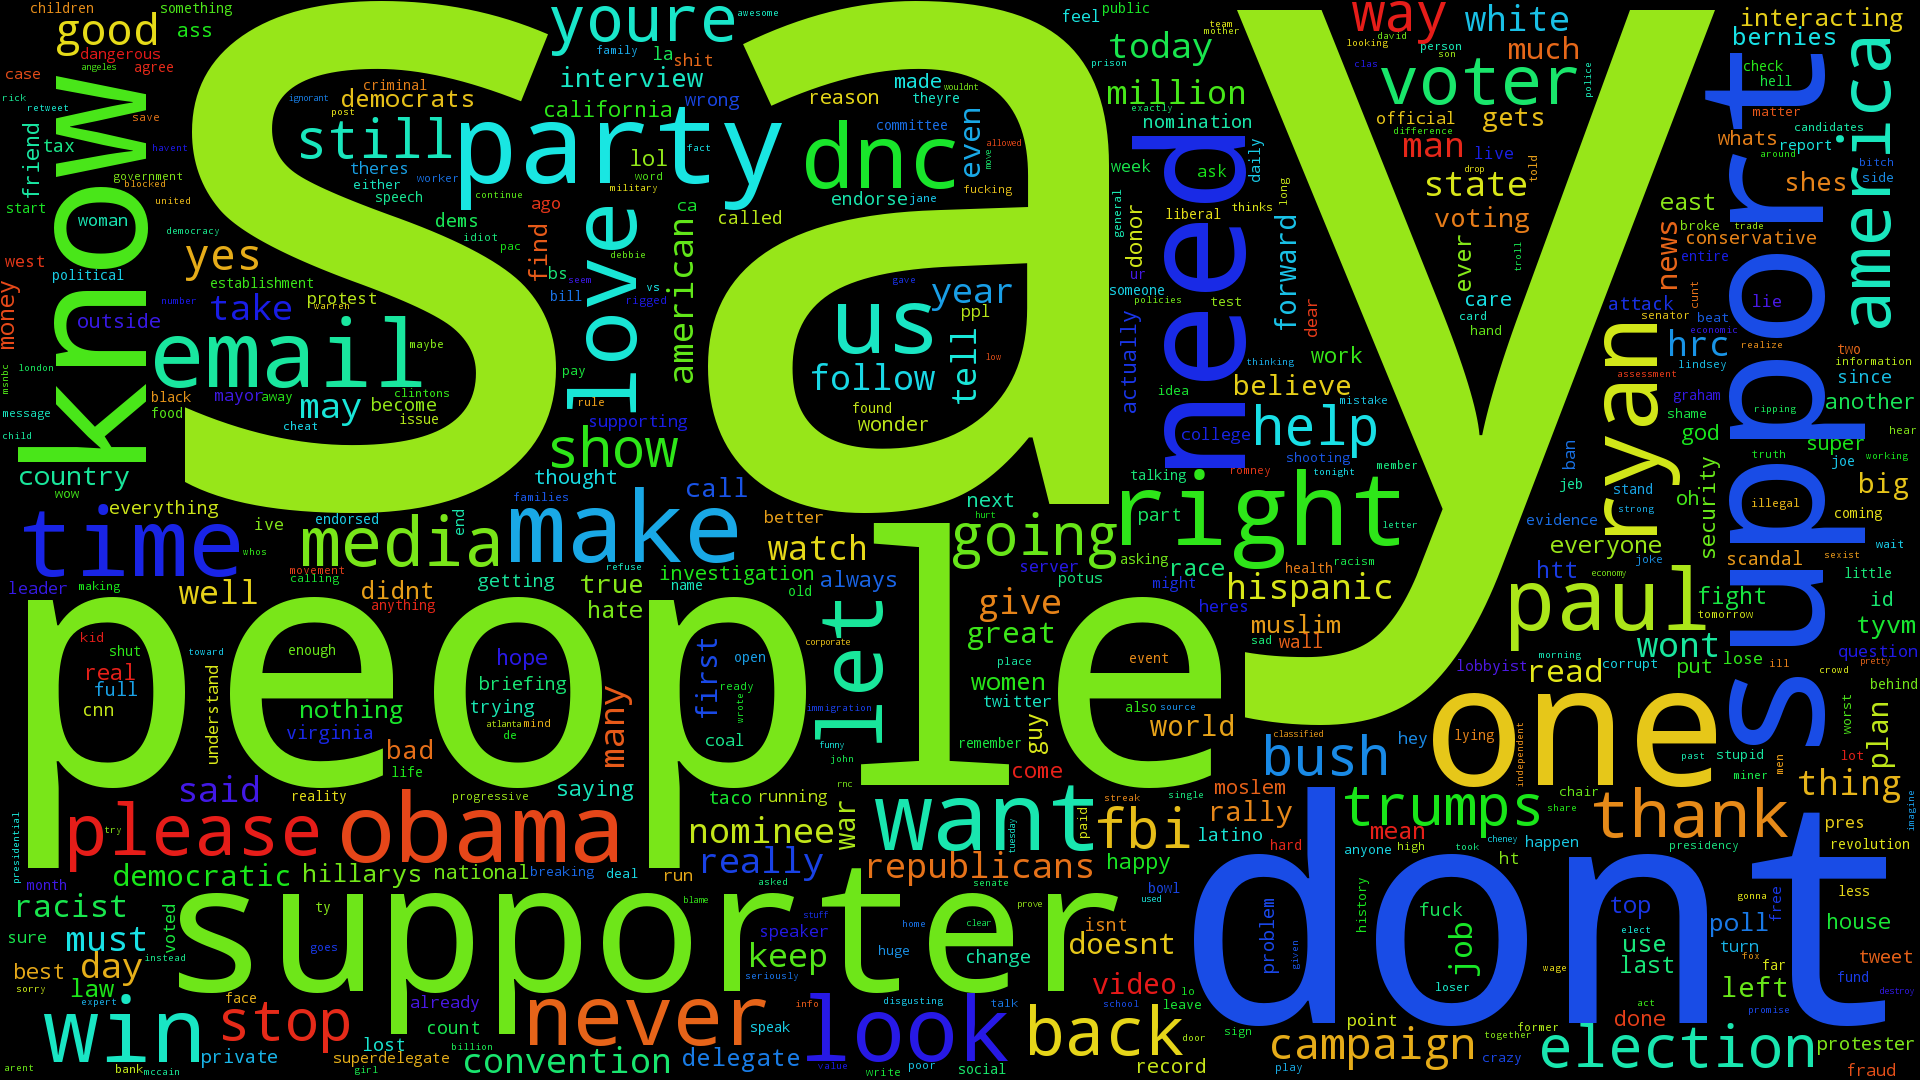 say
people
dont
supporter
support
one
party
need
know
right
dnc
email
love
us
time
make
media
let
want
obama
please
never
look
back
win
stop
ryan
paul
america
voter
election
campaign
thank
trumps
bush
fbi
help
show
going
youre
good
way
white
much
today
million
interview
california
democrats
still
yes
take
may
country
well
didnt
true
hate
watch
investigation
always
give
great
women
world
hispanic
muslim
race
believe
follow
year
tell
even
american
find
friend
tax
ass
something
children
dangerous
agree
case
angeles
rick
retweet
save
havent
government
blocked
united
start
woman
democracy
west
political
number
establishment
money
outside
protest
warren
mayor
away
black
food
msnbc
london
message
child
wow
everything
ive
endorsed
end
whos
leader
making
movement
calling
anything
getting
refuse
name
old
thought
families
call
better
supporting
rule
pay
cheat
become
issue
clintons
maybe
criminal
ignorant
post
theres
either
speech
worker
fact
lol
word
military
continue
dems
idiot
pac
ago
bs
seem
bill
debbie
vs
rigged
ca
called
family
awesome
la
shit
wrong
made
theyre
wouldnt
reason
committee
endorse
jane
fucking
allowed
move
gave
ppl
low
found
wonder
feel
public
team
mother
prison
exactly
nomination
week
ask
daily
liberal
thinks
long
general
donor
someone
policies
ur
test
actually
forward
dear
thinking
idea
work
mistake
college
shooting
romney
tonight
member
talking
part
letter
next
hurt
asking
server
potus
might
heres
health
racism
sad
wall
looking
david
person
son
clas
police
official
difference
gets
man
live
told
drop
state
voting
ever
troll
care
card
hand
interacting
bernies
check
hell
matter
whats
candidates
report
around
bitch
side
shes
east
broke
trade
conservative
entire
news
cunt
lie
attack
senator
beat
economic
hrc
realize
two
information
lindsey
since
assessment
graham
ripping
another
shame
god
super
hear
truth
joe
working
ban
jeb
stand
oh
illegal
big
strong
coming
evidence
security
everyone
scandal
sexist
wait
joke
htt
economy
little
fight
id
tomorrow
tyvm
wont
morning
lobbyist
read
corrupt
put
lose
ill
crowd
question
pretty
behind
worst
plan
lying
independent
classified
hey
past
stupid
lot
men
miner
thing
share
chair
mean
cheney
anyone
high
took
happen
ht
presidency
pres
revolution
imagine
gonna
less
free
history
fuck
top
elect
problem
given
job
use
last
loser
wage
poll
turn
fox
far
house
tweet
fund
destroy
left
promise
act
done
point
former
together
crazy
play
sign
protester
fraud
kid
shut
real
full
cnn
toward
understand
enough
nothing
virginia
hope
briefing
trying
atlanta
mind
de
bad
life
many
first
open
ready
wrote
coal
immigration
corporate
funny
john
rnc
place
twitter
also
event
source
remember
guy
come
said
reality
progressive
saying
taco
running
war
nominee
really
streak
single
moslem
rally
latino
paid
tuesday
republicans
happy
hard
try
presidential
democratic
hillarys
national
breaking
deal
run
asked
senate
month
racist
sure
must
voted
instead
ty
goes
blame
stuff
speaker
keep
seriously
home
clear
prove
huge
change
bowl
used
isnt
doesnt
best
day
sorry
law
expert
face
already
count
info
speak
disgusting
talk
school
video
lo
leave
door
private
lost
superdelegate
billion
convention
delegate
value
write
poor
social
record
arent
bank
mccain
girl